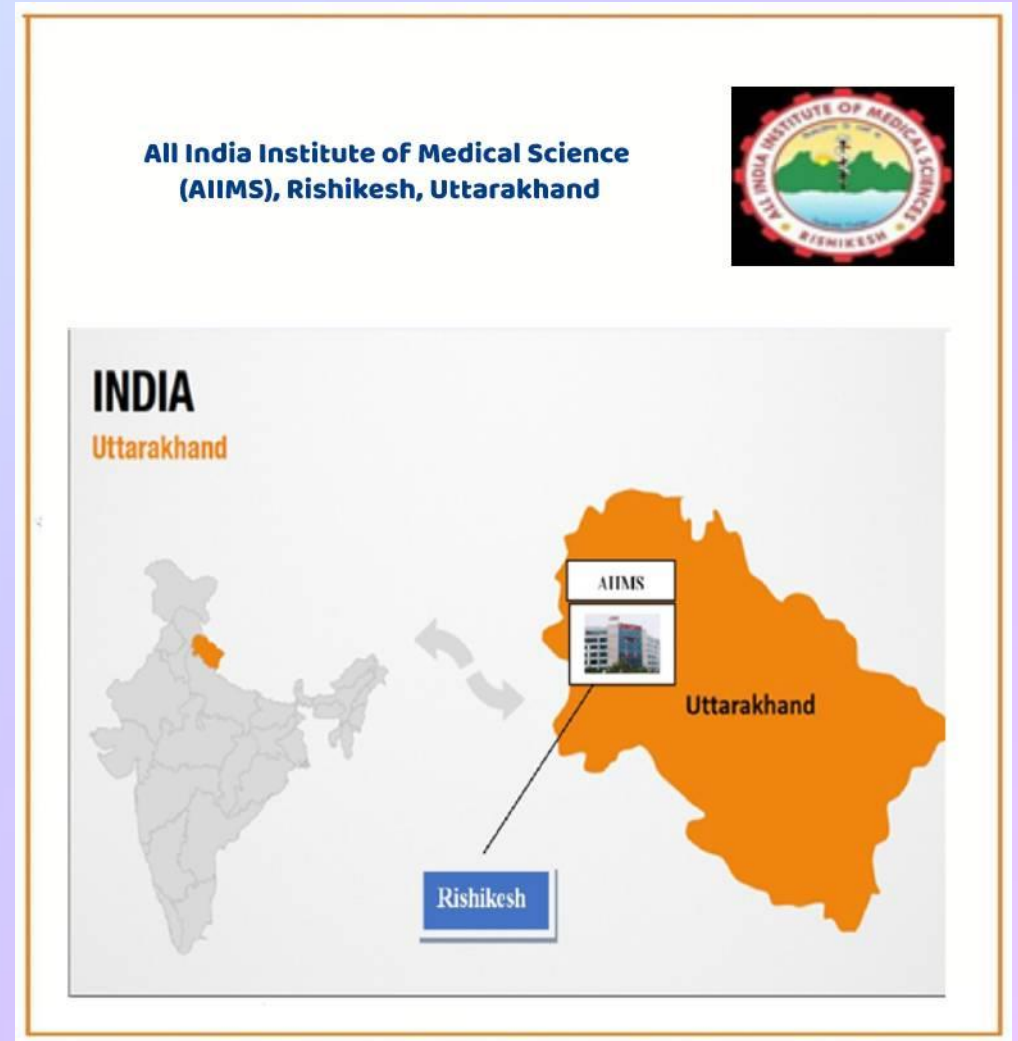 All India Institute of Medical Science
(AIIMS), Rishikesh, Uttarakhand
ALL INDIA INSTITUTE OF MEDICAL SCIENCES
RISHIKESH
INDIA
Uttarakhand
AIIMS
Uttarakhand
Rishikesh